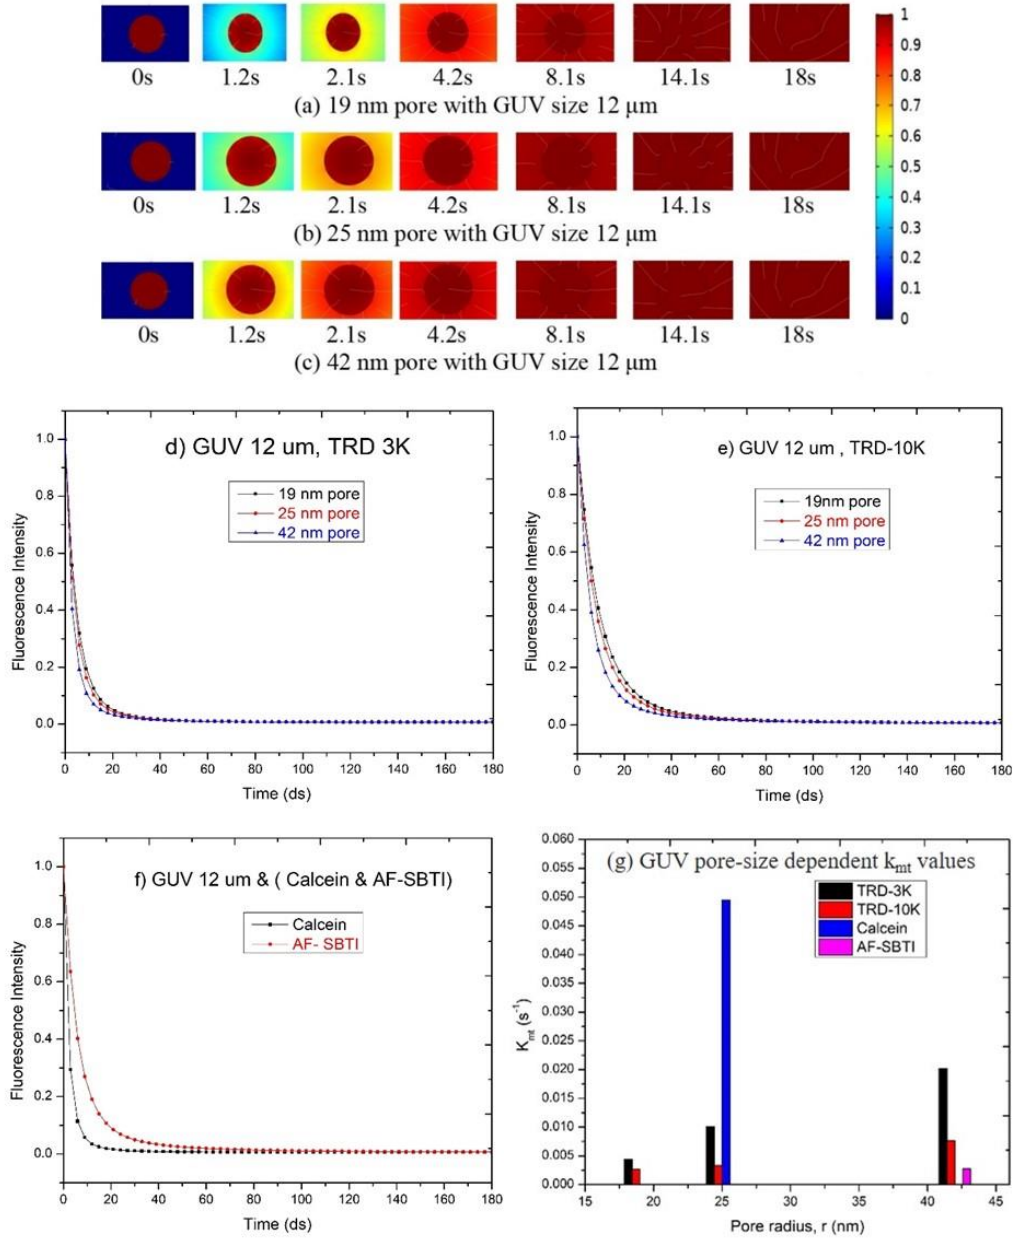 0s 1.2s 2.1s 4.2s 8.1s 14.1s 18s
(a) 19 nm pore with GUV size 12 μm
0s 1.2s 2.1s 4.2s 8.1s 14.1s 18s
(b) 25 nm pore with GUV size 12 μm
0s 1.2s 2.1s 4.2s 8.1s 14.1s 18s
(c) 42 nm pore with GUV size 12 μm
1
0.9
0.8
0.7
0.6
0.5
0.4
0.3
0.2
0.1
0
d) GUV 12 um, TRD 3K
19 nm pore
25 nm pore
42 nm pore
Fluorescence Intensity
1.0
0.8
0.6
0.4
0.2
0.0
0 20 40 60 80 100 120 140 160 180
Time (ds)
e) GUV 12 um , TRD-10K
19nm pore
25 nm pore
42 nm pore
Fluorescence Intensity
1.0
0.8
0.6
0.4
0.2
0.0
0 20 40 60 80 100 120 140 160 180
Time (ds)
f) GUV 12 um & ( Calcein & AF-SBTI)
Calcein
AF- SBTI
Fluorescence Intensity
1.0
0.8
0.6
0.4
0.2
0.0
0 20 40 60 80 100 120 140 160 180
Time (ds)
(g) GUV pore-size dependent kmt values
TRD-3K
TRD-10K
Calcein
AF-SBTI
Kmt (s⁻¹)
0.060
0.055
0.050
0.045
0.040
0.035
0.030
0.025
0.020
0.015
0.010
0.005
0.000
15 20 25 30 35 40 45
Pore radius, r (nm)